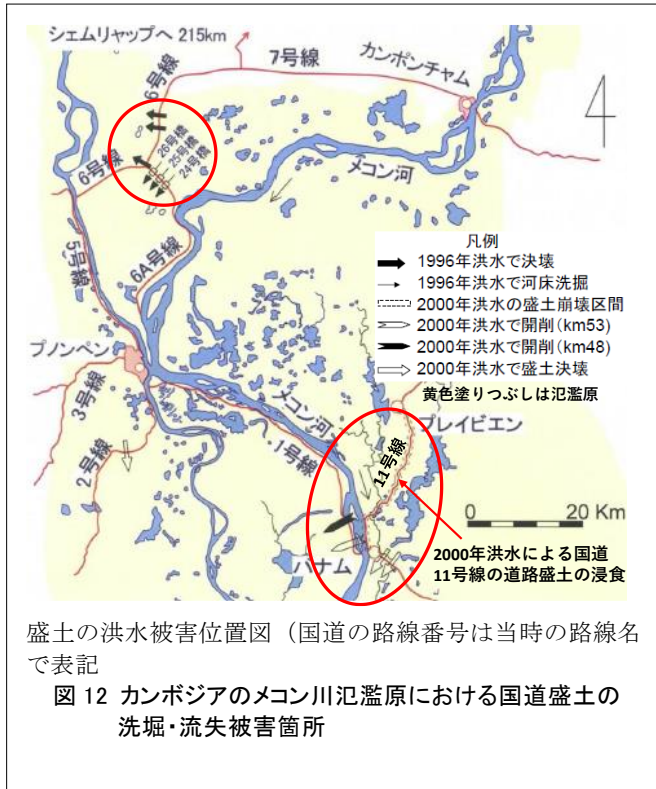 シェムリャップへ 215km
6号線
7号線
カンポンチャム
26号橋
25号橋
24号橋
6号線
メコン河
5号線
6A号線
凡例
1996年洪水で決壊
1996年洪水で河床洗掘
2000年洪水の盛土崩壊区間
2000年洪水で開削(km53)
2000年洪水で開削(km48)
2000年洪水で盛土決壊
黄色塗りつぶしは氾濫原
プノンペン
メコン河
プレイビエン
3号線
2号線
1号線
11号線
0 20 Km
バナム
2000年洪水による国道
11号線の道路盛土の浸食
盛土の洪水被害位置図（国道の路線番号は当時の路線名
で表記
図 12 カンボジアのメコン川氾濫原における国道盛土の
洗堀・流失被害箇所